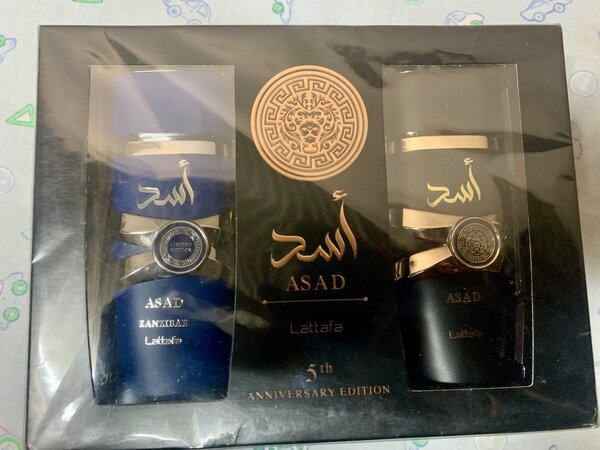 أسد
LIMITED
EDITION
ASAD
ZANZIBAR
Lattafa
أسد
ASAD
Lattafa
5th
ANNIVERSARY EDITION
أسد
ASAD
Lattafa